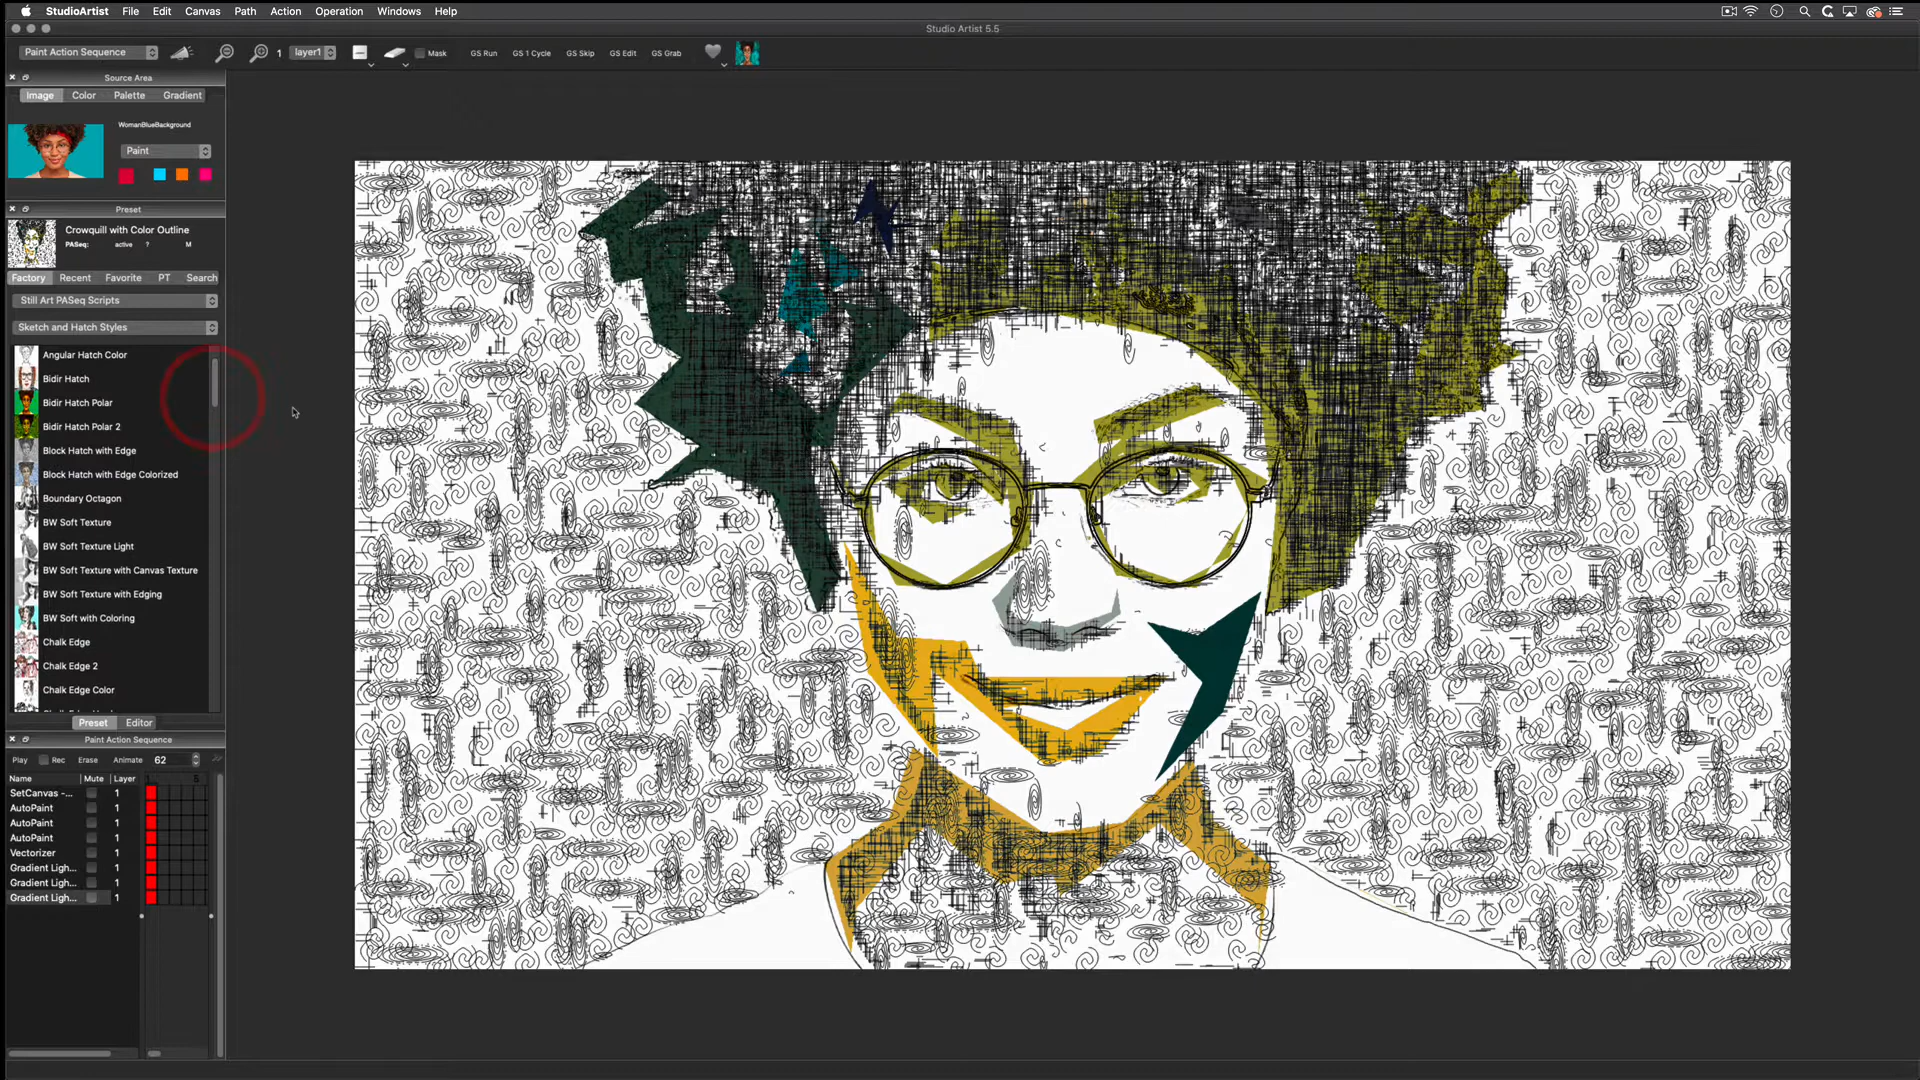 StudioArtist File Edit Canvas Path Action Operation Windows Help
Studio Artist 5.5
Paint Action Sequence 1 layer1 Mask GS Run GS 1 Cycle GS Skip GS Edit GS Grab
Source Area
Image Color Palette Gradient
WomanBlueBackground
Paint
Preset
Crowquill with Color Outline
PASeq: active ? M
Factory Recent Favorite PT Search
Still Art PASeq Scripts
Sketch and Hatch Styles
Angular Hatch Color
Bidir Hatch
Bidir Hatch Polar
Bidir Hatch Polar 2
Block Hatch with Edge
Block Hatch with Edge Colorized
Boundary Octagon
BW Soft Texture
BW Soft Texture Light
BW Soft Texture with Canvas Texture
BW Soft Texture with Edging
BW Soft with Coloring
Chalk Edge
Chalk Edge 2
Chalk Edge Color
Preset Editor
Paint Action Sequence
Play Rec Erase Animate 62
Name Mute Layer 1 5
SetCanvas -... 1
AutoPaint 1
AutoPaint 1
AutoPaint 1
Vectorizer 1
Gradient Ligh... 1
Gradient Ligh... 1
Gradient Ligh... 1